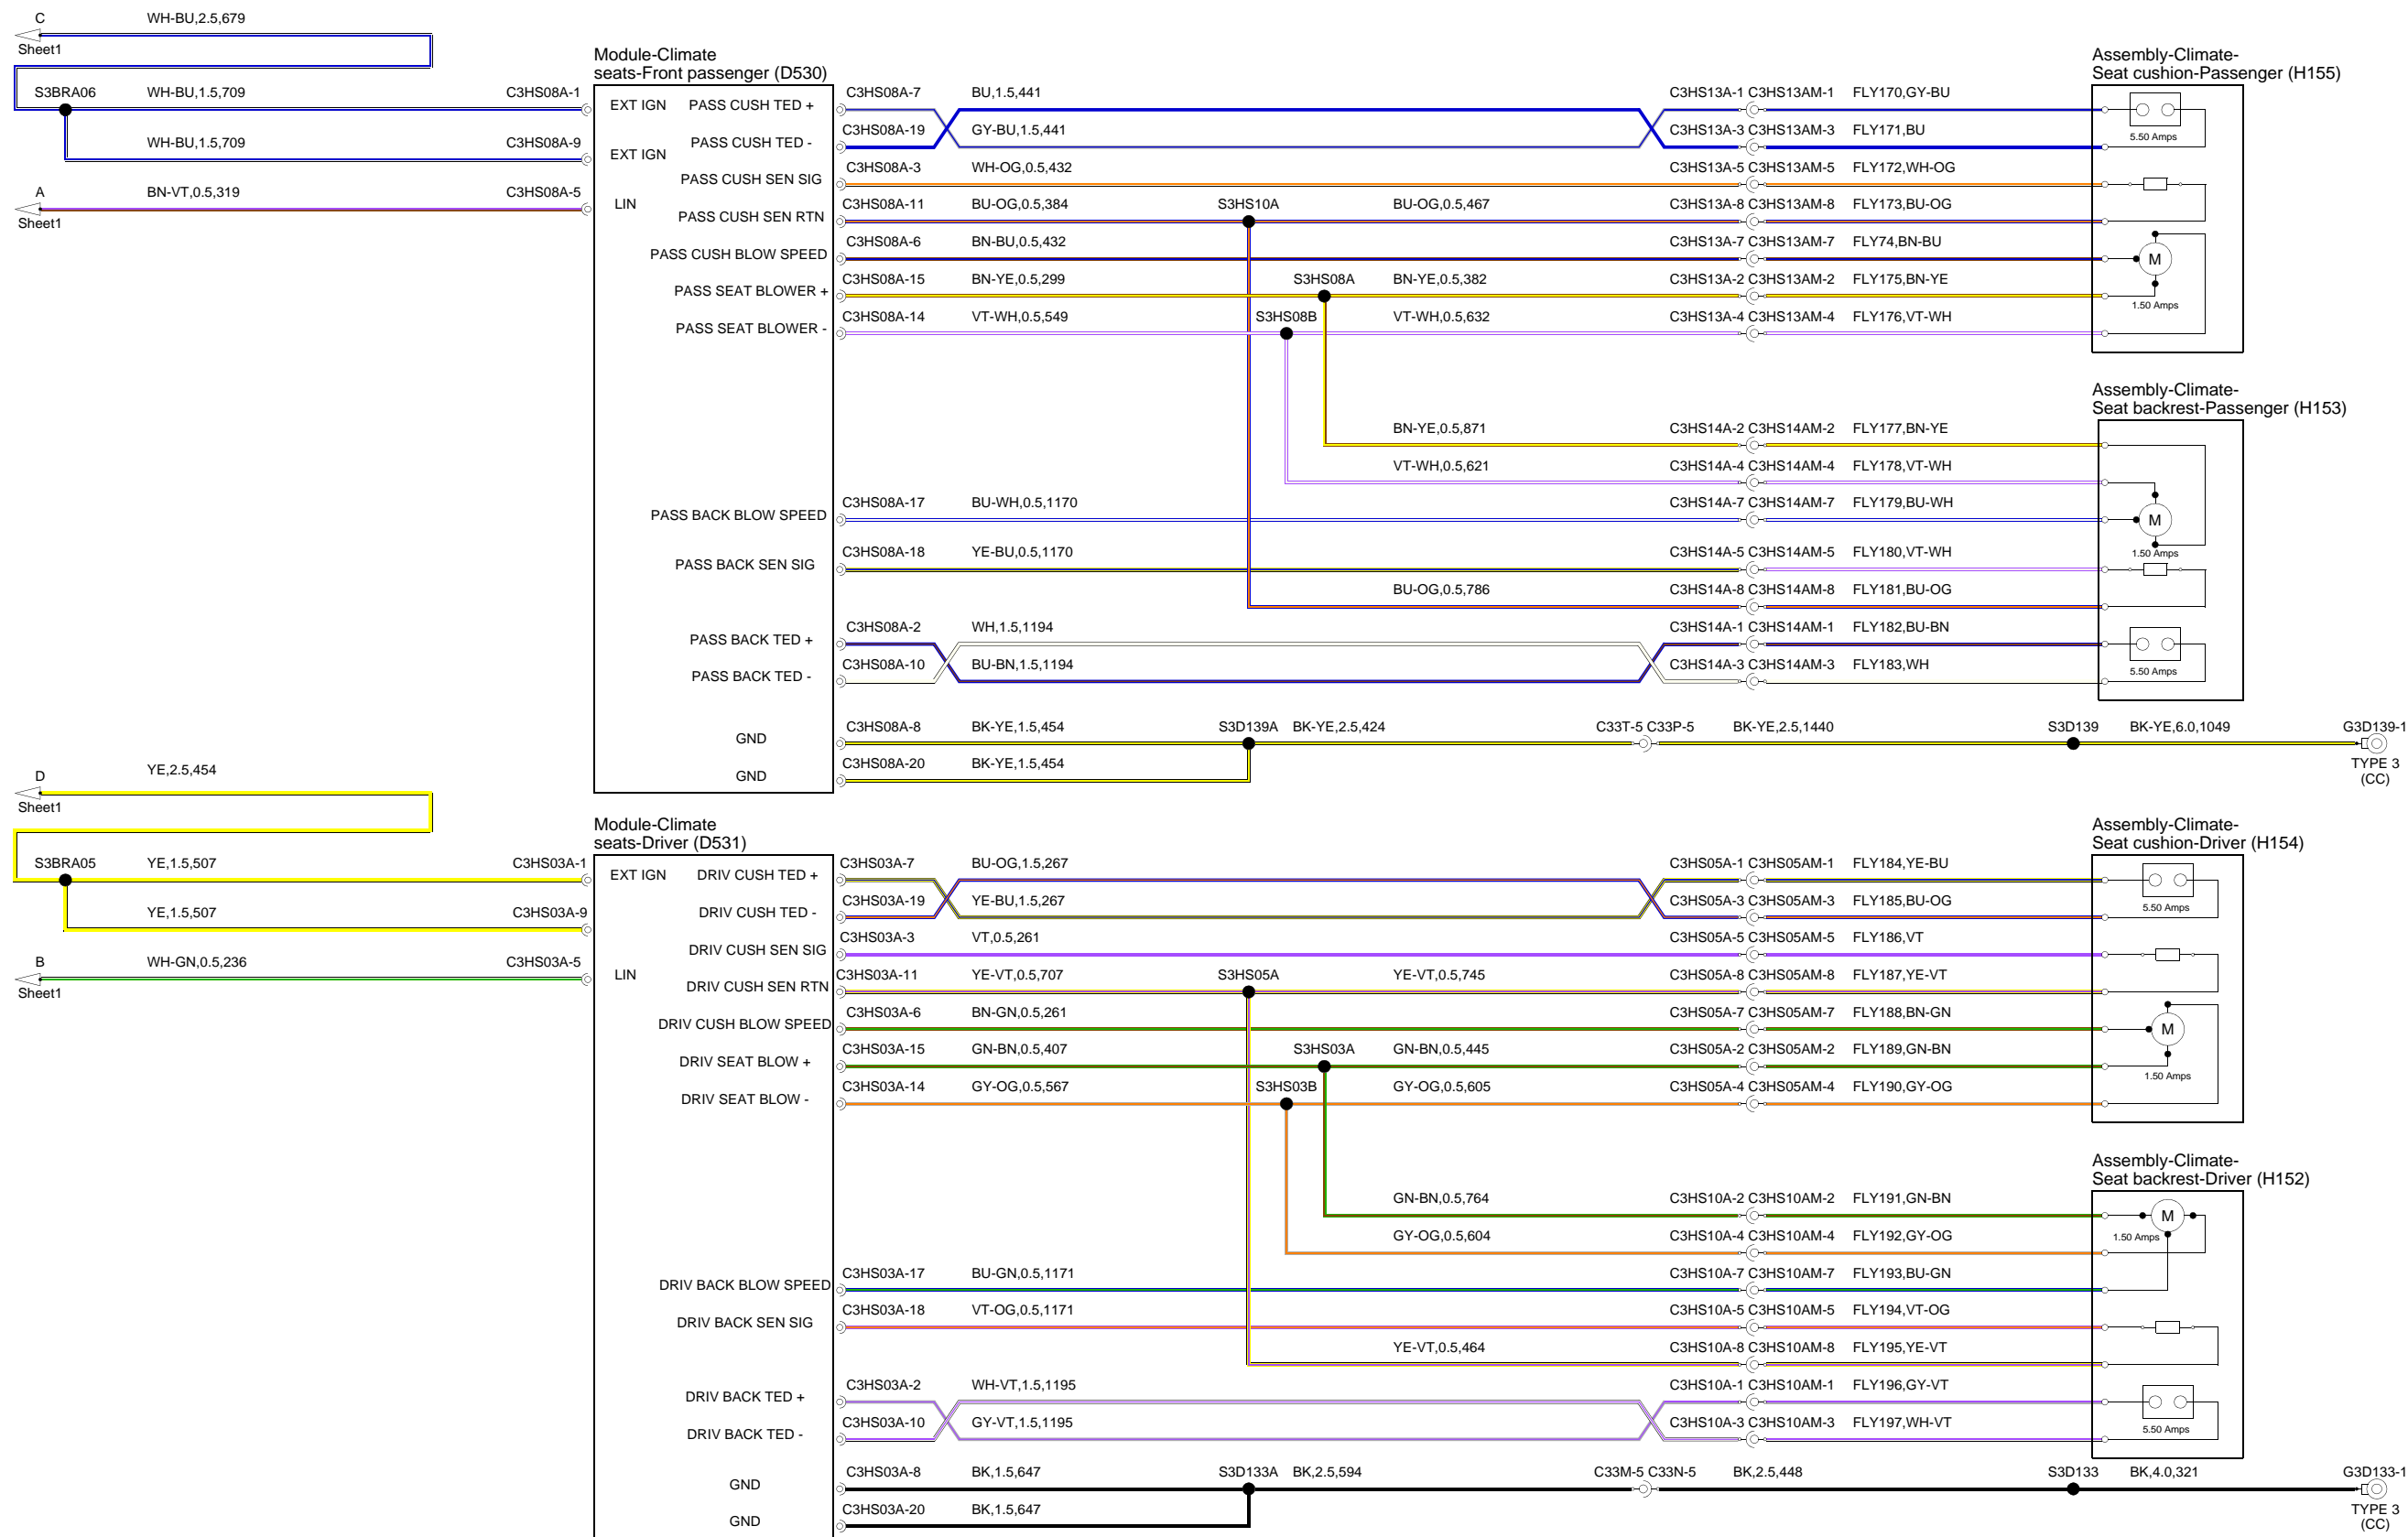 C WH-BU,2.5,679
Sheet1
Module-Climate
seats-Front passenger (D530)
Assembly-Climate-
Seat cushion-Passenger (H155)
S3BRA06 WH-BU,1.5,709 C3HS08A-1
EXT IGN PASS CUSH TED +
C3HS08A-7 BU,1.5,441 C3HS13A-1 C3HS13AM-1 FLY170,GY-BU
5.50 Amps
WH-BU,1.5,709 C3HS08A-9
EXT IGN PASS CUSH TED -
C3HS08A-19 GY-BU,1.5,441 C3HS13A-3 C3HS13AM-3 FLY171,BU
PASS CUSH SEN SIG
C3HS08A-3 WH-OG,0.5,432 C3HS13A-5 C3HS13AM-5 FLY172,WH-OG
A BN-VT,0.5,319 C3HS08A-5
Sheet1
LIN PASS CUSH SEN RTN
C3HS08A-11 BU-OG,0.5,384 S3HS10A BU-OG,0.5,467 C3HS13A-8 C3HS13AM-8 FLY173,BU-OG
PASS CUSH BLOW SPEED
C3HS08A-6 BN-BU,0.5,432 C3HS13A-7 C3HS13AM-7 FLY74,BN-BU
M
PASS SEAT BLOWER +
C3HS08A-15 BN-YE,0.5,299 S3HS08A BN-YE,0.5,382 C3HS13A-2 C3HS13AM-2 FLY175,BN-YE
1.50 Amps
PASS SEAT BLOWER -
C3HS08A-14 VT-WH,0.5,549 S3HS08B VT-WH,0.5,632 C3HS13A-4 C3HS13AM-4 FLY176,VT-WH
Assembly-Climate-
Seat backrest-Passenger (H153)
BN-YE,0.5,871 C3HS14A-2 C3HS14AM-2 FLY177,BN-YE
VT-WH,0.5,621 C3HS14A-4 C3HS14AM-4 FLY178,VT-WH
PASS BACK BLOW SPEED
C3HS08A-17 BU-WH,0.5,1170 C3HS14A-7 C3HS14AM-7 FLY179,BU-WH
M
1.50 Amps
PASS BACK SEN SIG
C3HS08A-18 YE-BU,0.5,1170 C3HS14A-5 C3HS14AM-5 FLY180,VT-WH
BU-OG,0.5,786 C3HS14A-8 C3HS14AM-8 FLY181,BU-OG
PASS BACK TED +
C3HS08A-2 WH,1.5,1194 C3HS14A-1 C3HS14AM-1 FLY182,BU-BN
PASS BACK TED -
C3HS08A-10 BU-BN,1.5,1194 C3HS14A-3 C3HS14AM-3 FLY183,WH
5.50 Amps
GND
C3HS08A-8 BK-YE,1.5,454 S3D139A BK-YE,2.5,424 C33T-5 C33P-5 BK-YE,2.5,1440 S3D139 BK-YE,6.0,1049 G3D139-1
TYPE 3
(CC)
GND
C3HS08A-20 BK-YE,1.5,454
D YE,2.5,454
Sheet1
Module-Climate
seats-Driver (D531)
Assembly-Climate-
Seat cushion-Driver (H154)
S3BRA05 YE,1.5,507 C3HS03A-1
EXT IGN DRIV CUSH TED +
C3HS03A-7 BU-OG,1.5,267 C3HS05A-1 C3HS05AM-1 FLY184,YE-BU
5.50 Amps
YE,1.5,507 C3HS03A-9
DRIV CUSH TED -
C3HS03A-19 YE-BU,1.5,267 C3HS05A-3 C3HS05AM-3 FLY185,BU-OG
DRIV CUSH SEN SIG
C3HS03A-3 VT,0.5,261 C3HS05A-5 C3HS05AM-5 FLY186,VT
B WH-GN,0.5,236 C3HS03A-5
Sheet1
LIN DRIV CUSH SEN RTN
C3HS03A-11 YE-VT,0.5,707 S3HS05A YE-VT,0.5,745 C3HS05A-8 C3HS05AM-8 FLY187,YE-VT
DRIV CUSH BLOW SPEED
C3HS03A-6 BN-GN,0.5,261 C3HS05A-7 C3HS05AM-7 FLY188,BN-GN
M
DRIV SEAT BLOW +
C3HS03A-15 GN-BN,0.5,407 S3HS03A GN-BN,0.5,445 C3HS05A-2 C3HS05AM-2 FLY189,GN-BN
1.50 Amps
DRIV SEAT BLOW -
C3HS03A-14 GY-OG,0.5,567 S3HS03B GY-OG,0.5,605 C3HS05A-4 C3HS05AM-4 FLY190,GY-OG
Assembly-Climate-
Seat backrest-Driver (H152)
GN-BN,0.5,764 C3HS10A-2 C3HS10AM-2 FLY191,GN-BN
M
1.50 Amps
GY-OG,0.5,604 C3HS10A-4 C3HS10AM-4 FLY192,GY-OG
DRIV BACK BLOW SPEED
C3HS03A-17 BU-GN,0.5,1171 C3HS10A-7 C3HS10AM-7 FLY193,BU-GN
DRIV BACK SEN SIG
C3HS03A-18 VT-OG,0.5,1171 C3HS10A-5 C3HS10AM-5 FLY194,VT-OG
YE-VT,0.5,464 C3HS10A-8 C3HS10AM-8 FLY195,YE-VT
DRIV BACK TED +
C3HS03A-2 WH-VT,1.5,1195 C3HS10A-1 C3HS10AM-1 FLY196,GY-VT
DRIV BACK TED -
C3HS03A-10 GY-VT,1.5,1195 C3HS10A-3 C3HS10AM-3 FLY197,WH-VT
5.50 Amps
GND
C3HS03A-8 BK,1.5,647 S3D133A BK,2.5,594 C33M-5 C33N-5 BK,2.5,448 S3D133 BK,4.0,321 G3D133-1
TYPE 3
(CC)
GND
C3HS03A-20 BK,1.5,647